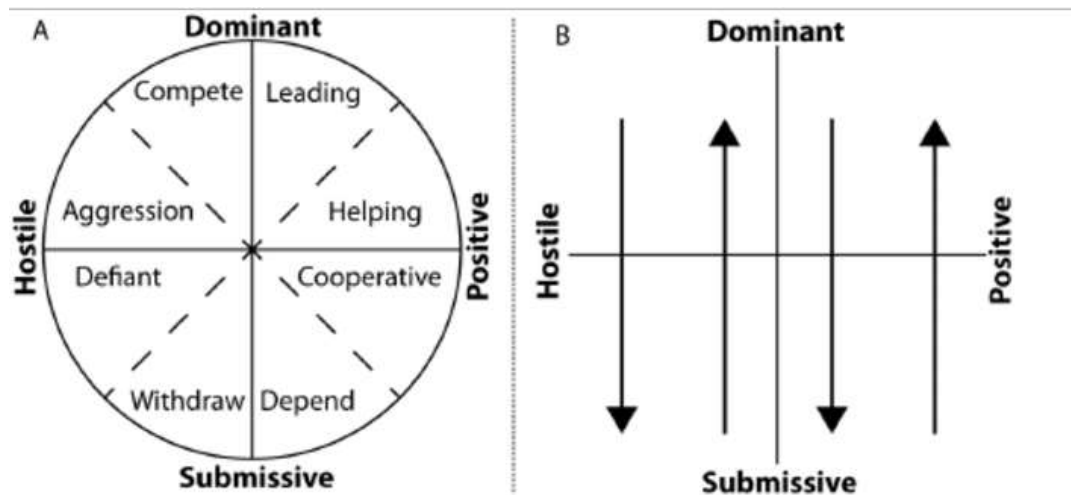 A
Dominant
Compete
Leading
Aggression
Helping
Hostile
Positive
Defiant
Cooperative
Withdraw
Depend
Submissive
B
Dominant
Hostile
Positive
Submissive